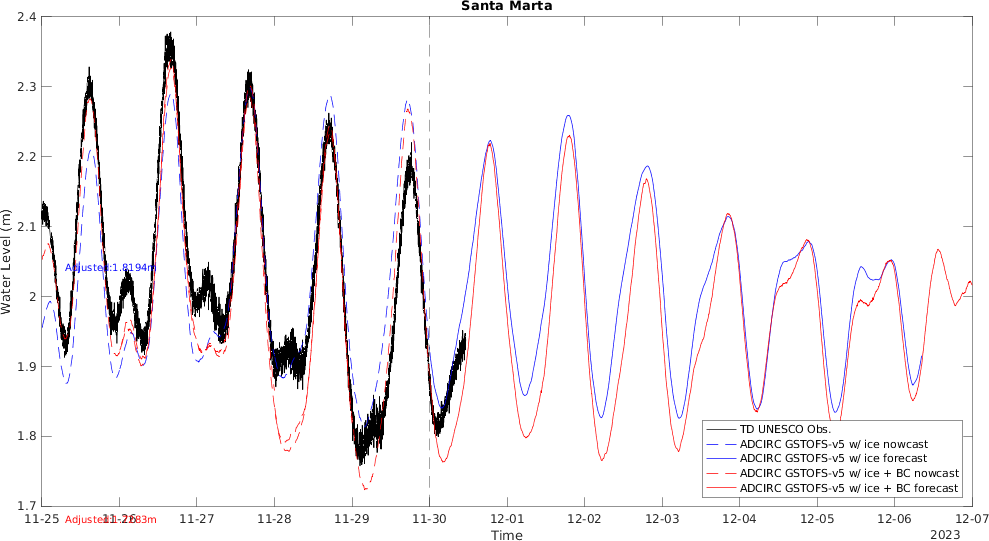 Santa Marta
2.4
2.3
2.2
2.1
2
1.9
1.8
1.7
Water Level (m)
Adjusted:1.8194m
TD UNESCO Obs.
ADCIRC GSTOFS-v5 w/ ice nowcast
ADCIRC GSTOFS-v5 w/ ice forecast
ADCIRC GSTOFS-v5 w/ ice + BC nowcast
ADCIRC GSTOFS-v5 w/ ice + BC forecast
11-25 11-26 11-27 11-28 11-29 11-30 12-01 12-02 12-03 12-04 12-05 12-06 12-07
Time
2023